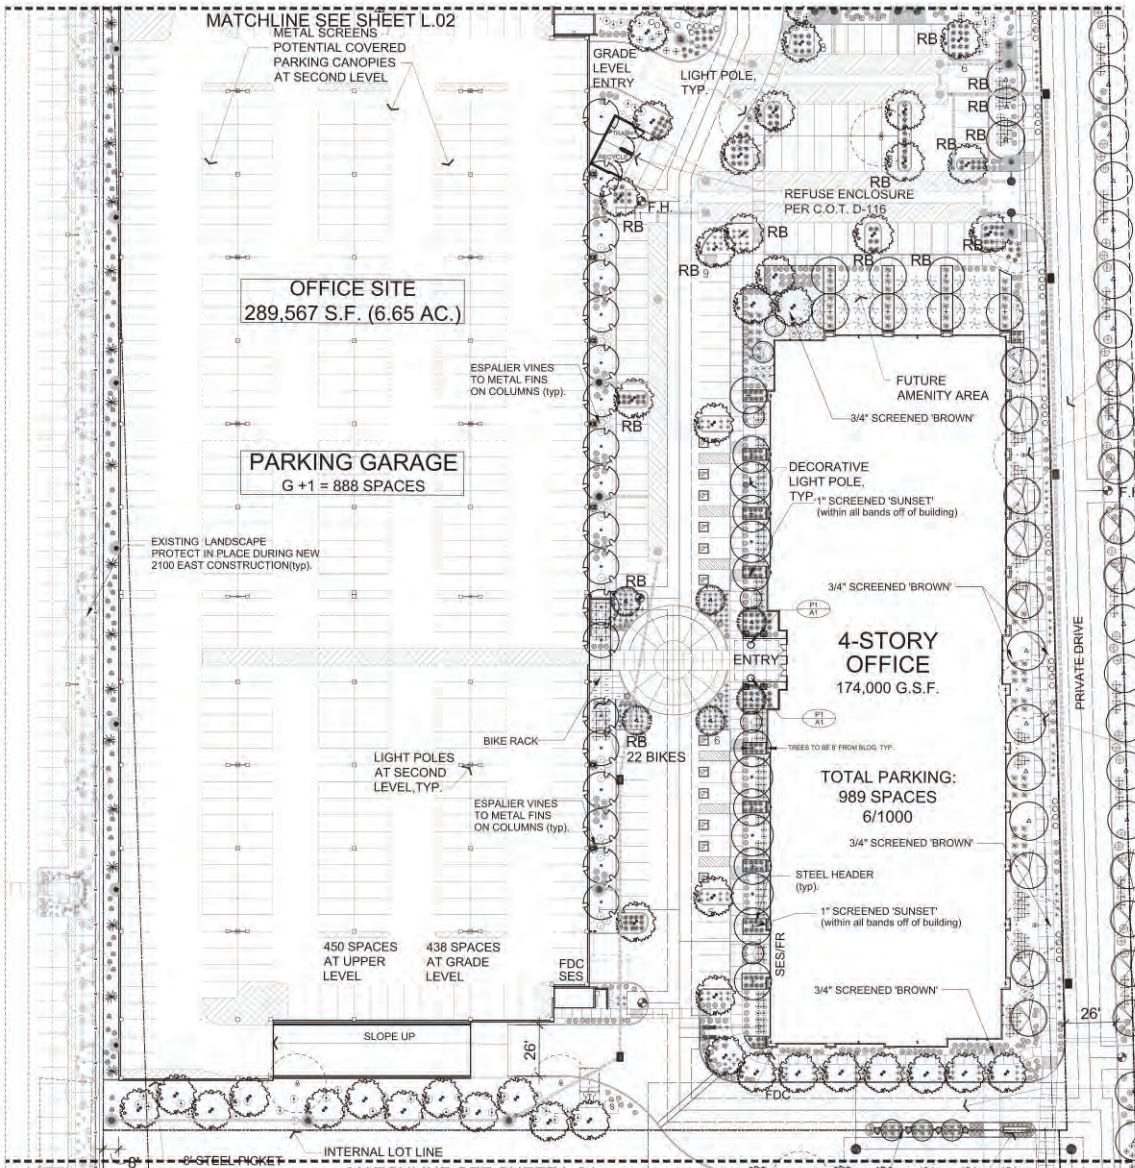 MATCHLINE SEE SHEET L.02
METAL SCREENS
POTENTIAL COVERED
PARKING CANOPIES
AT SECOND LEVEL
GRADE
LEVEL
ENTRY
LIGHT POLE,
TYP.
RB
6
RB
RB
RB
RB
RB
TRASH
RECYCLE
REFUSE ENCLOSURE
PER C.O.T. D-116
F.H.
11
RB
RB
RB
RB 9
RB
RB
OFFICE SITE
289,567 S.F. (6.65 AC.)
ESPALIER VINES
TO METAL FINS
ON COLUMNS (typ).
RB
FUTURE
AMENITY AREA
3/4" SCREENED 'BROWN'
PARKING GARAGE
G +1 = 888 SPACES
DECORATIVE
LIGHT POLE,
TYP.
1" SCREENED 'SUNSET'
(within all bands off of building)
EXISTING LANDSCAPE
PROTECT IN PLACE DURING NEW
2100 EAST CONSTRUCTION(typ).
RB
3/4" SCREENED 'BROWN'
P1
A1
4-STORY
OFFICE
174,000 G.S.F.
ENTRY
PRIVATE DRIVE
P1
A1
BIKE RACK
RB
22 BIKES
6
TREES TO BE 8' FROM BLDG. TYP.
LIGHT POLES
AT SECOND
LEVEL,TYP.
TOTAL PARKING:
989 SPACES
6/1000
ESPALIER VINES
TO METAL FINS
ON COLUMNS (typ).
3/4" SCREENED 'BROWN'
STEEL HEADER
(typ).
1" SCREENED 'SUNSET'
(within all bands off of building)
SES/FR
450 SPACES
AT UPPER
LEVEL
438 SPACES
AT GRADE
LEVEL
FDC
SES
3/4" SCREENED 'BROWN'
26'
SLOPE UP
26'
FDC
INTERNAL LOT LINE
8'
8' STEEL PICKET